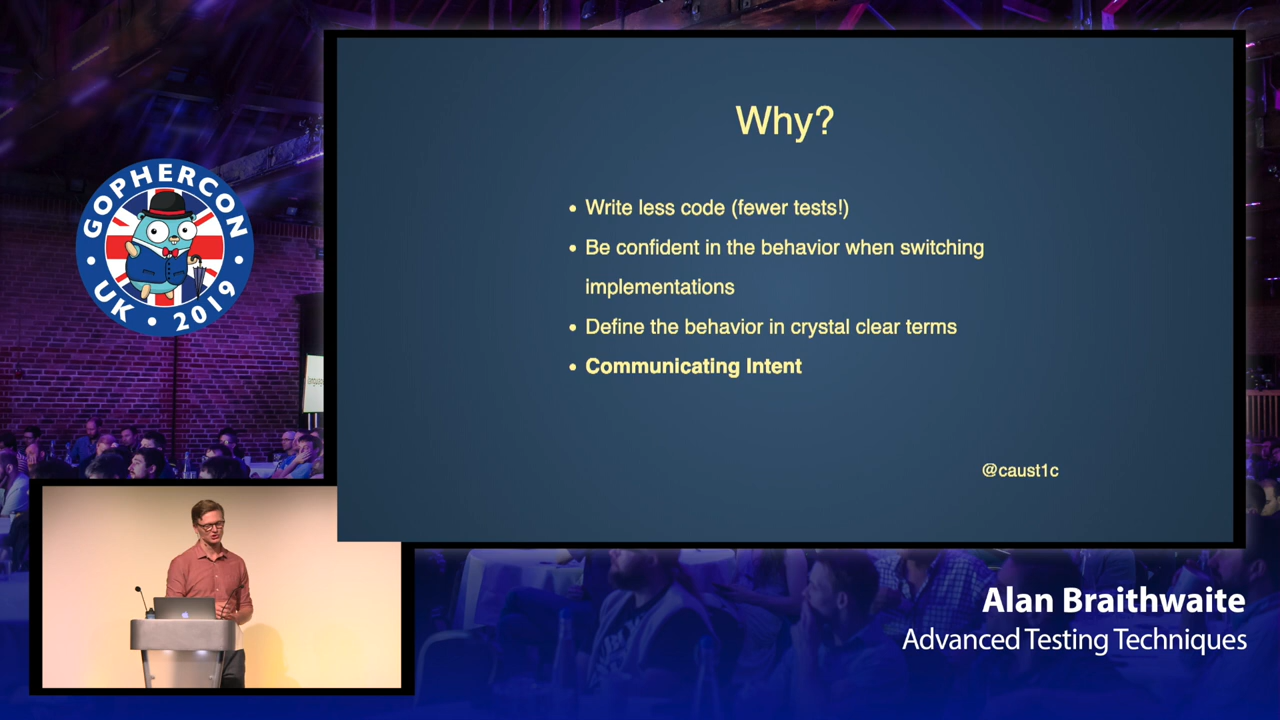 GOPHERCON
UK • 2019
Why?
• Write less code (fewer tests!)
• Be confident in the behavior when switching
implementations
• Define the behavior in crystal clear terms
• Communicating Intent
@caust1c
Alan Braithwaite
Advanced Testing Techniques